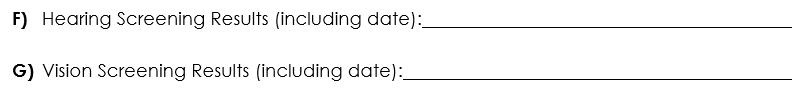 F) Hearing Screening Results (including date):
G) Vision Screening Results (including date):